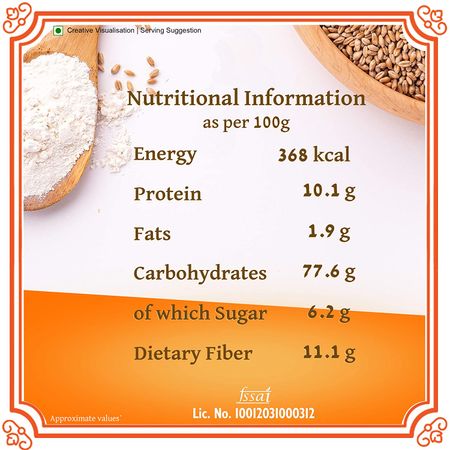 Creative Visualisation | Serving Suggestion
Nutritional Information
as per 100g
Energy 368 kcal
Protein 10.1 g
Fats 1.9 g
Carbohydrates 77.6 g
of which Sugar 6.2 g
Dietary Fiber 11.1 g
fssai
Lic. No. 10012031000312
Approximate values*